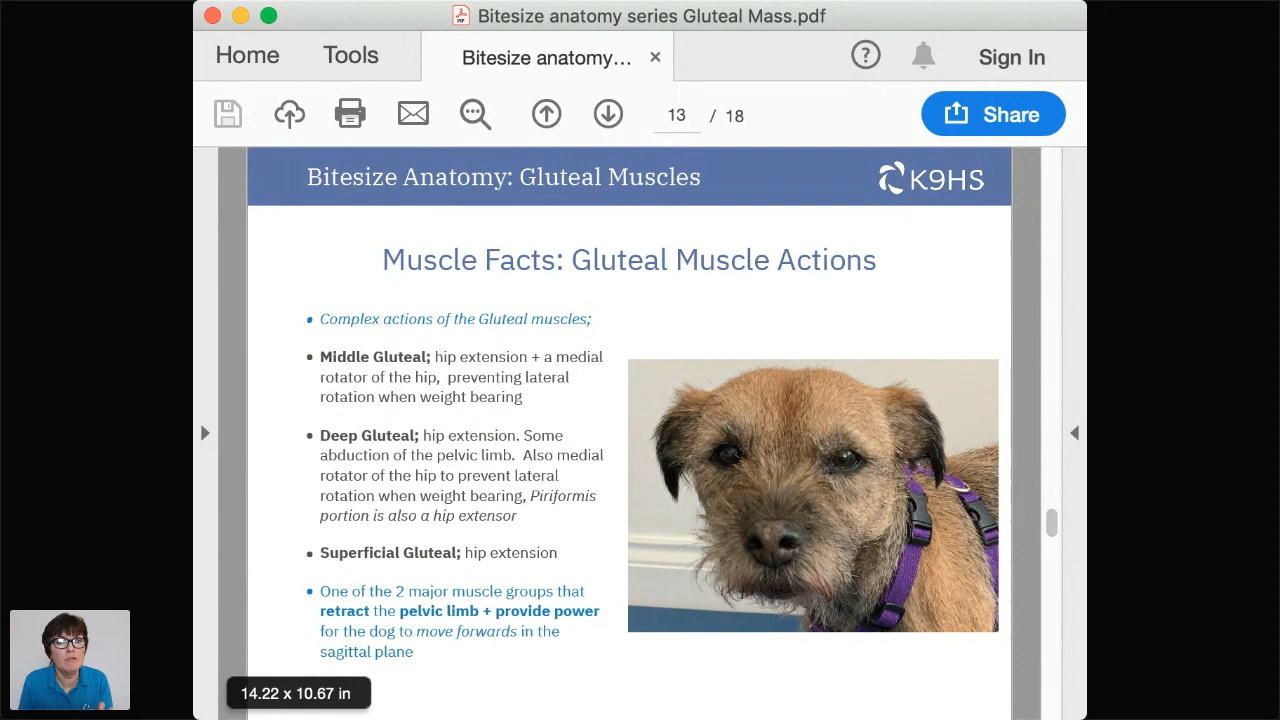 Bitesize anatomy series Gluteal Mass.pdf
Home
Tools
Bitesize anatomy...
Sign In
13 / 18
Share
Bitesize Anatomy: Gluteal Muscles
K9HS
Muscle Facts: Gluteal Muscle Actions
• Complex actions of the Gluteal muscles;
• Middle Gluteal; hip extension + a medial
rotator of the hip, preventing lateral
rotation when weight bearing
• Deep Gluteal; hip extension. Some
abduction of the pelvic limb. Also medial
rotator of the hip to prevent lateral
rotation when weight bearing, Piriformis
portion is also a hip extensor
• Superficial Gluteal; hip extension
• One of the 2 major muscle groups that
retract the pelvic limb + provide power
for the dog to move forwards in the
sagittal plane
14.22 x 10.67 in